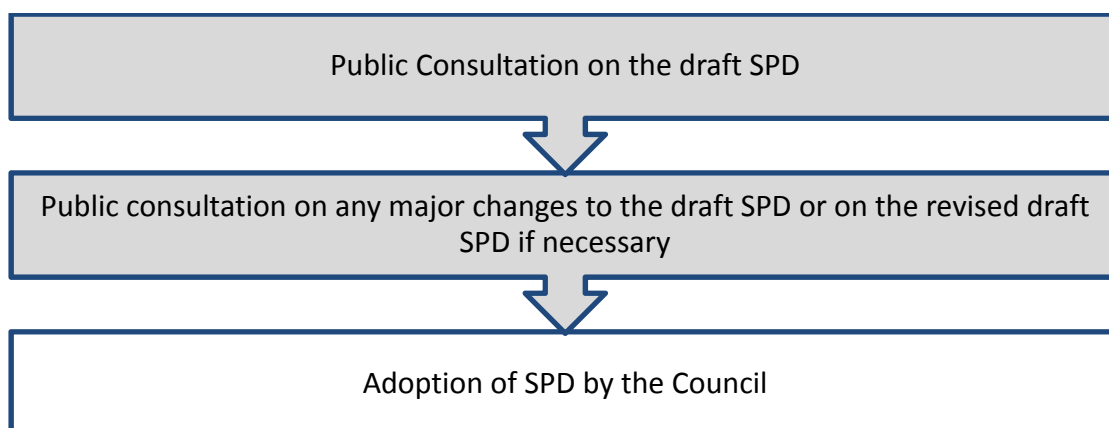 Public Consultation on the draft SPD
Public consultation on any major changes to the draft SPD or on the revised draft
SPD if necessary
Adoption of SPD by the Council